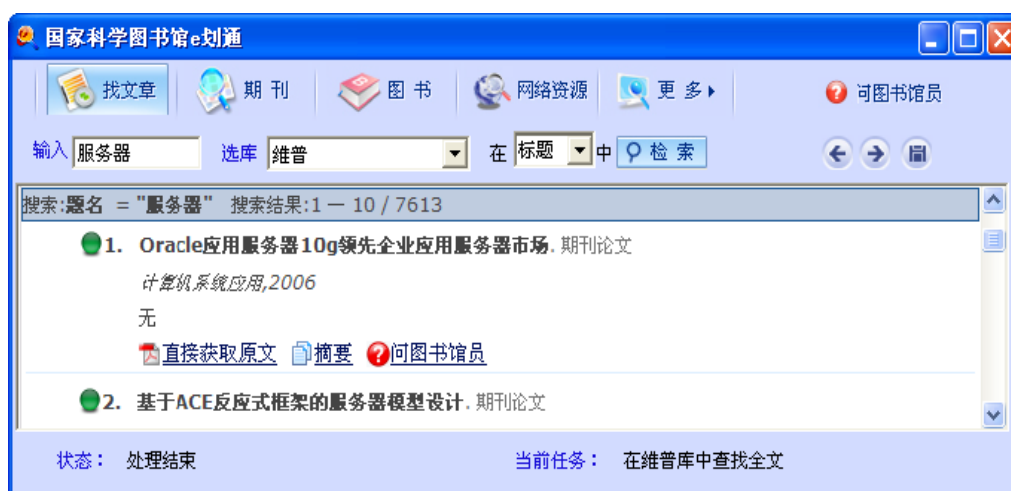 国家科学图书馆e划通
找文章 期 刊 图 书 网络资源 更 多 问图书馆员
输入 服务器 选库 维普 在 标题 中 检 索
搜索:题名 = "服务器" 搜索结果:1 — 10 / 7613
1. Oracle应用服务器10g领先企业应用服务器市场. 期刊论文
计算机系统应用,2006
无
直接获取原文 摘要 问图书馆员
2. 基于ACE反应式框架的服务器模型设计. 期刊论文
状态： 处理结束 当前任务： 在维普库中查找全文